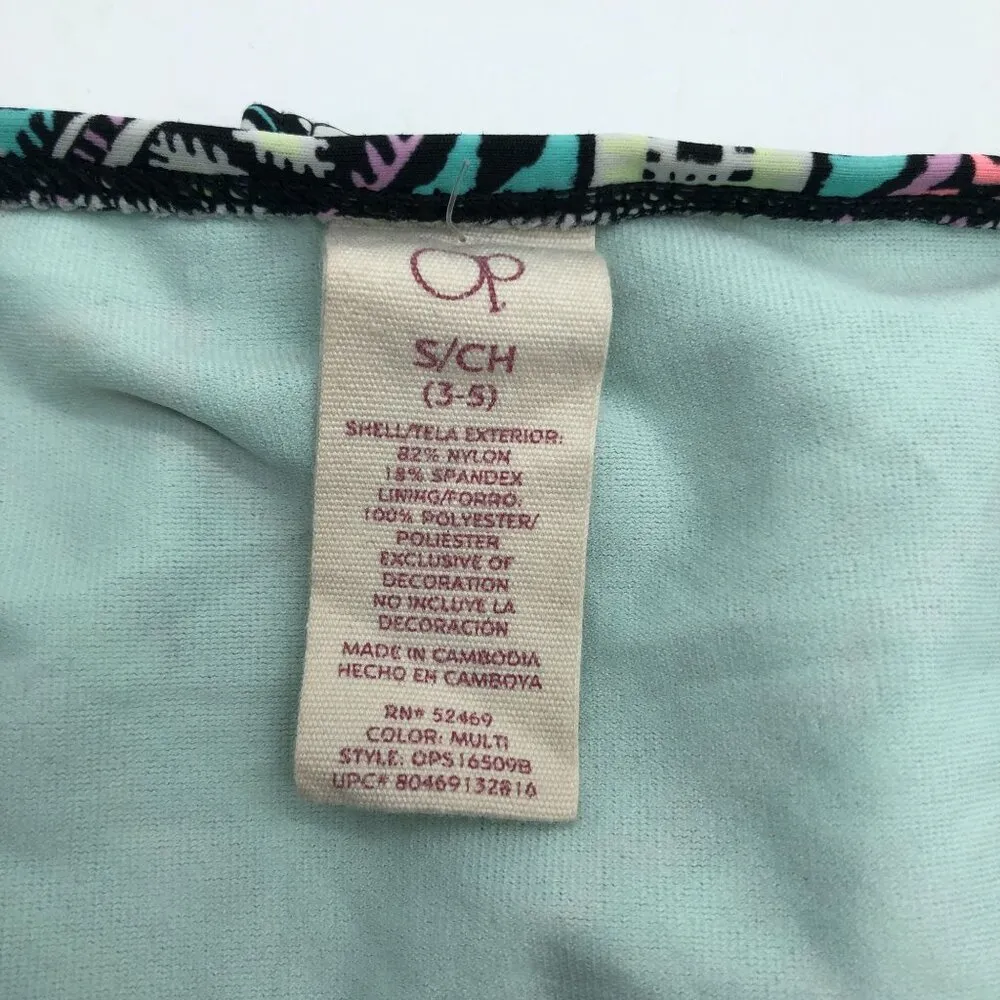 Op.
S/CH
(3-5)
SHELL/TELA EXTERIOR:
82% NYLON
18% SPANDEX
LINING/FORRO:
100% POLYESTER/
POLIÉSTER
EXCLUSIVE OF
DECORATION
NO INCLUYE LA
DECORACIÓN
MADE IN CAMBODIA
HECHO EN CAMBOYA
RN# 52469
COLOR: MULTI
STYLE: OPS16509B
UPC# 80469132816